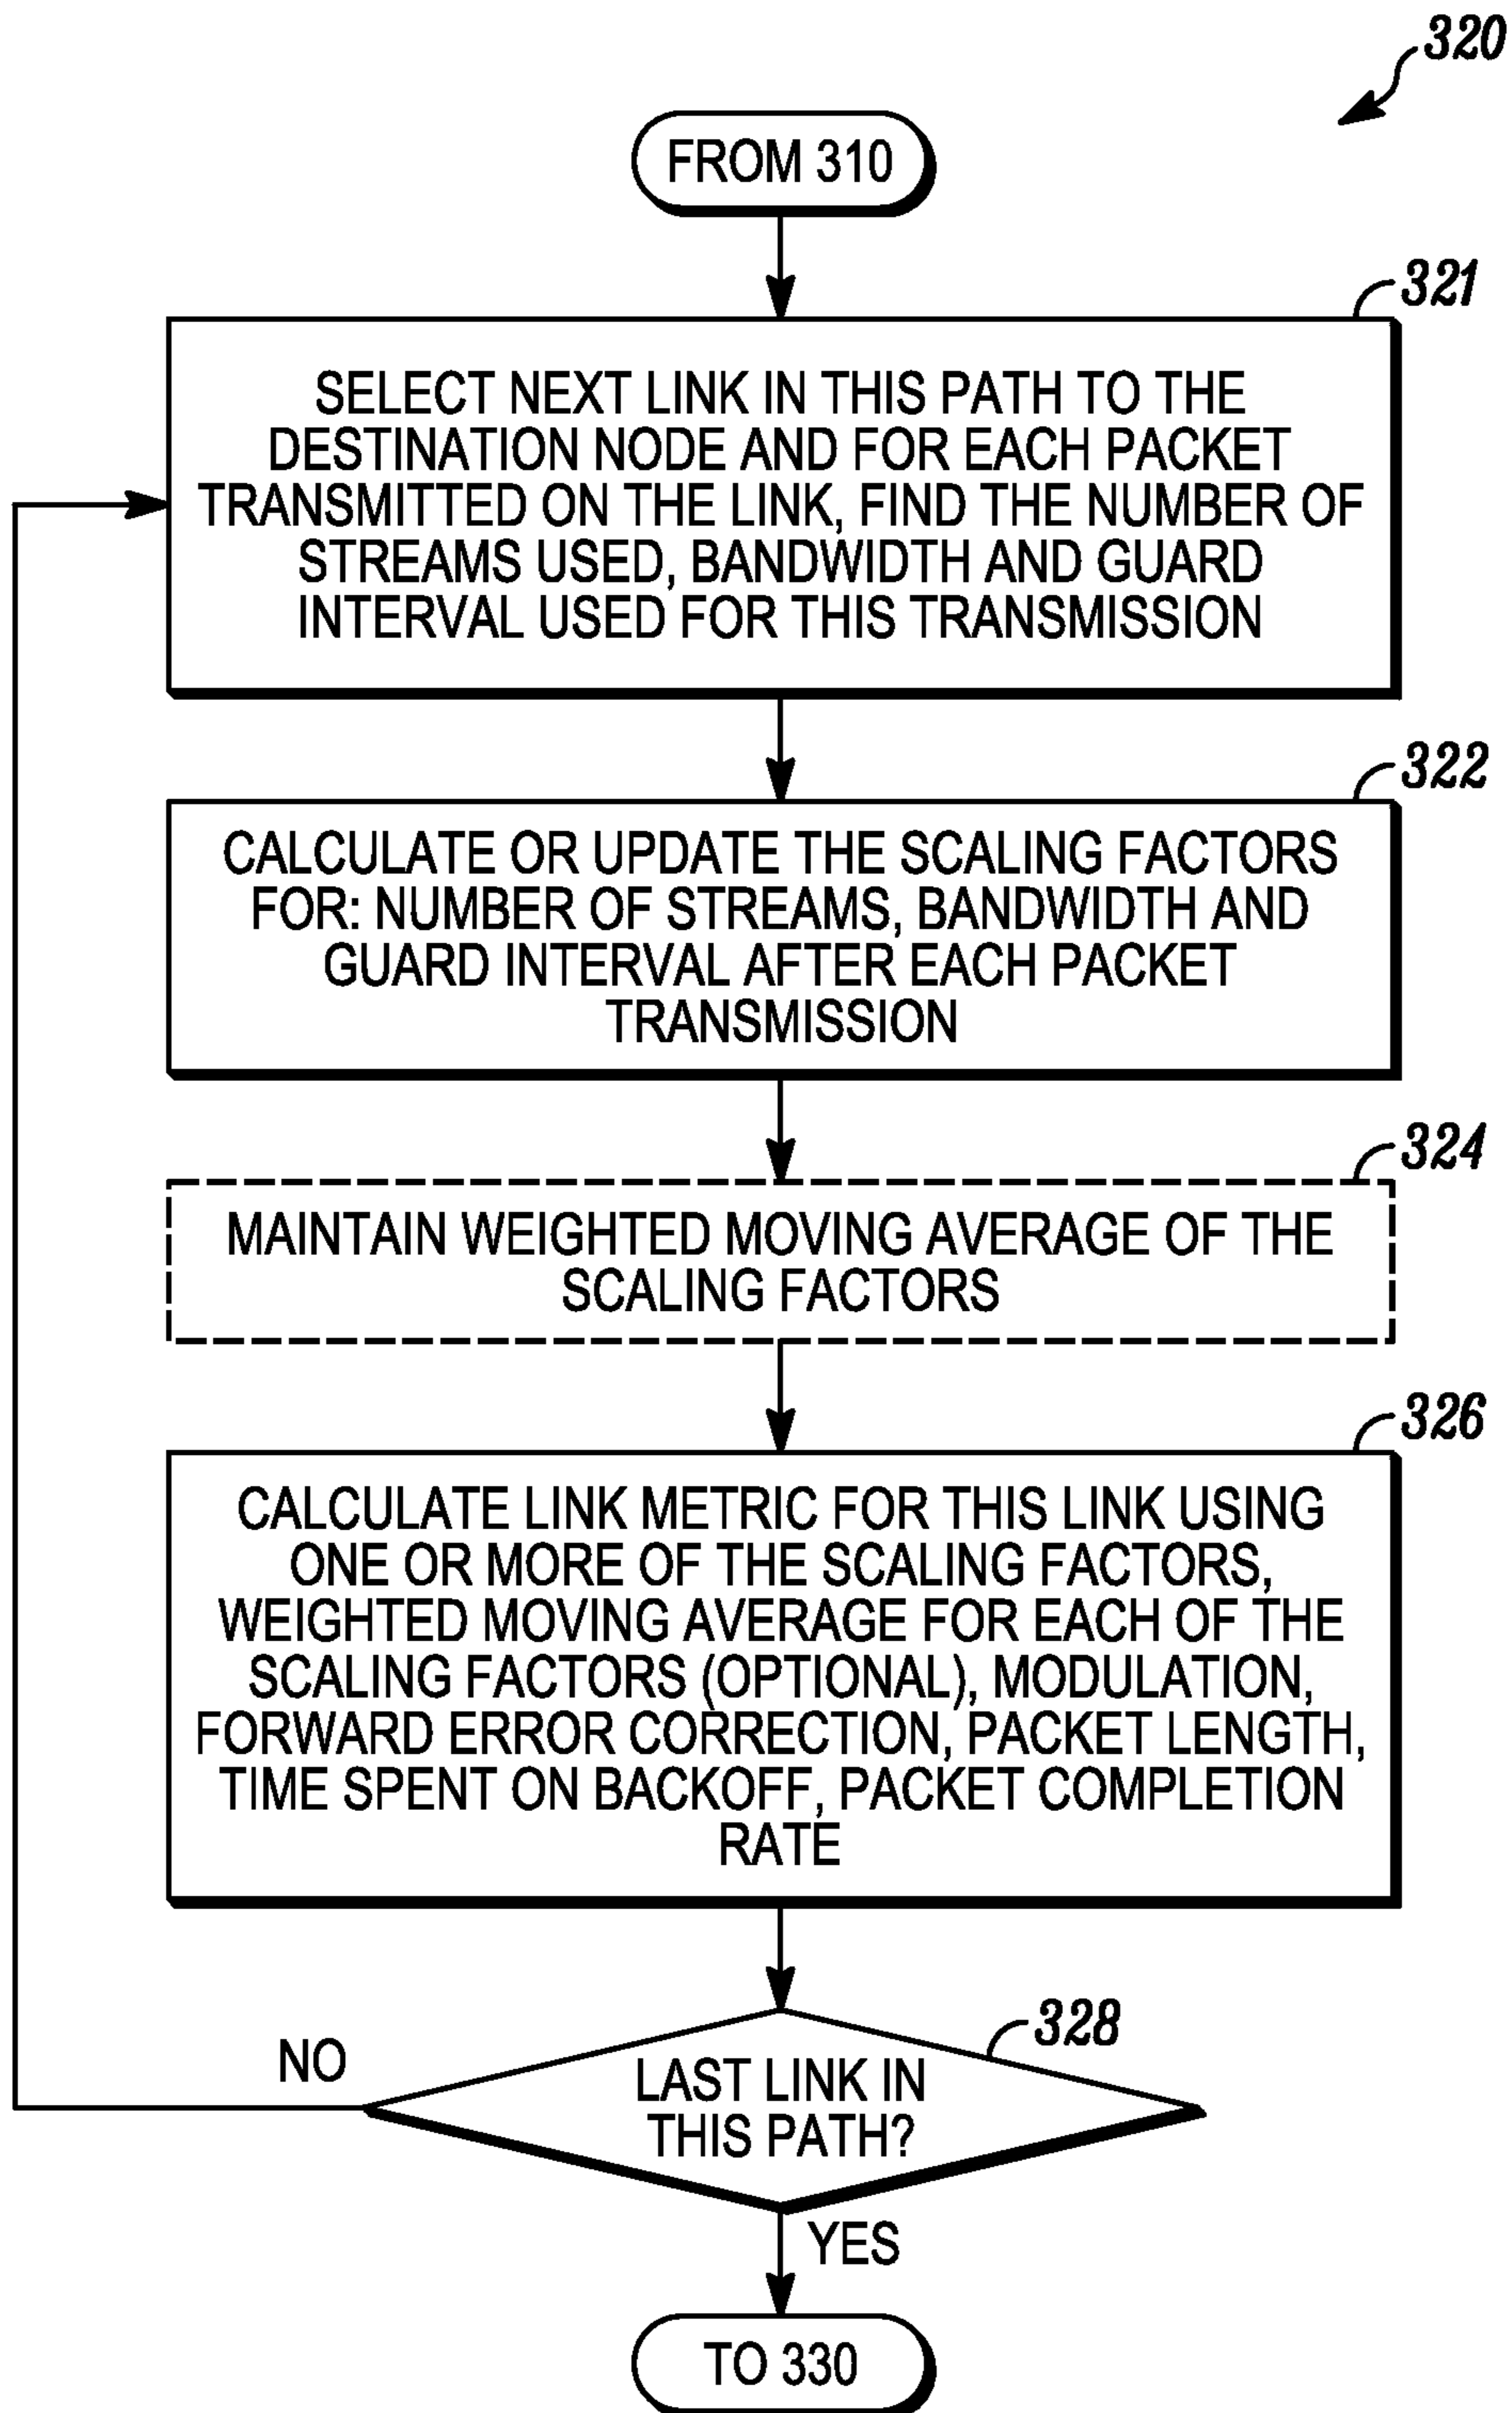 320
FROM 310
321
SELECT NEXT LINK IN THIS PATH TO THE
DESTINATION NODE AND FOR EACH PACKET
TRANSMITTED ON THE LINK, FIND THE NUMBER OF
STREAMS USED, BANDWIDTH AND GUARD
INTERVAL USED FOR THIS TRANSMISSION
322
CALCULATE OR UPDATE THE SCALING FACTORS
FOR: NUMBER OF STREAMS, BANDWIDTH AND
GUARD INTERVAL AFTER EACH PACKET
TRANSMISSION
324
MAINTAIN WEIGHTED MOVING AVERAGE OF THE
SCALING FACTORS
326
CALCULATE LINK METRIC FOR THIS LINK USING
ONE OR MORE OF THE SCALING FACTORS,
WEIGHTED MOVING AVERAGE FOR EACH OF THE
SCALING FACTORS (OPTIONAL), MODULATION,
FORWARD ERROR CORRECTION, PACKET LENGTH,
TIME SPENT ON BACKOFF, PACKET COMPLETION
RATE
328
NO
LAST LINK IN
THIS PATH?
YES
TO 330